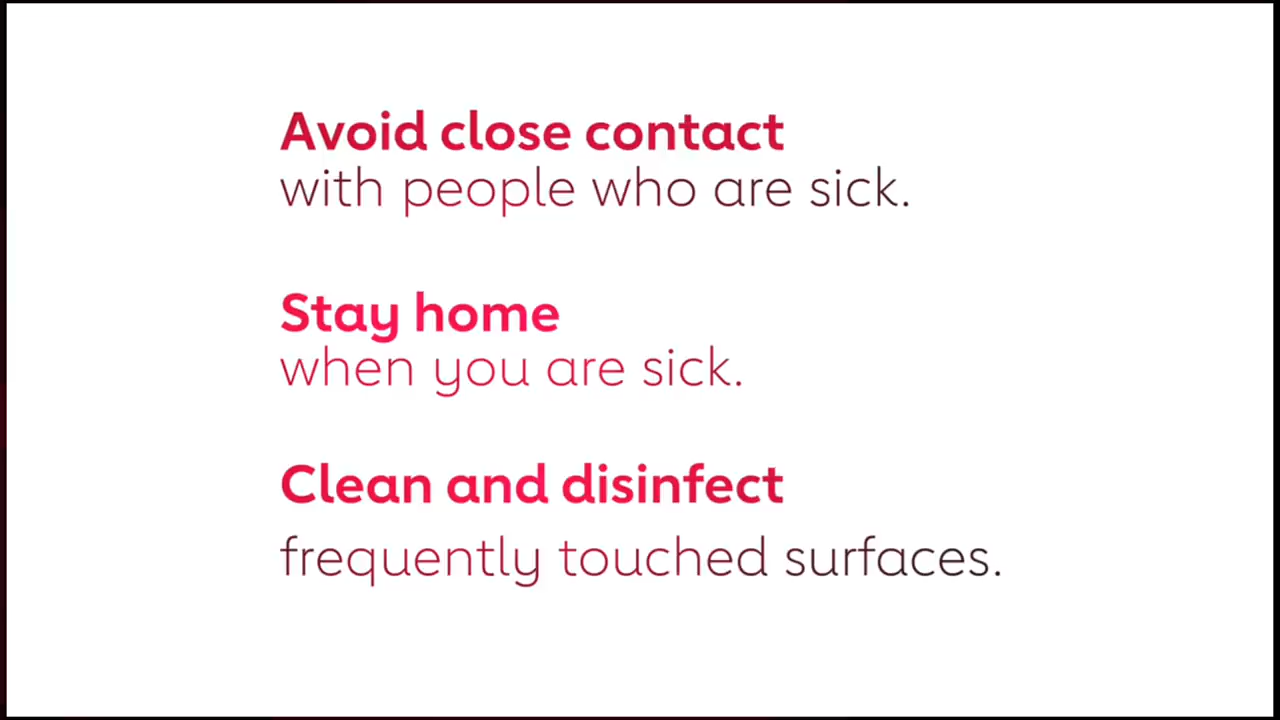 Avoid close contact
with people who are sick.
Stay home
when you are sick.
Clean and disinfect
frequently touched surfaces.